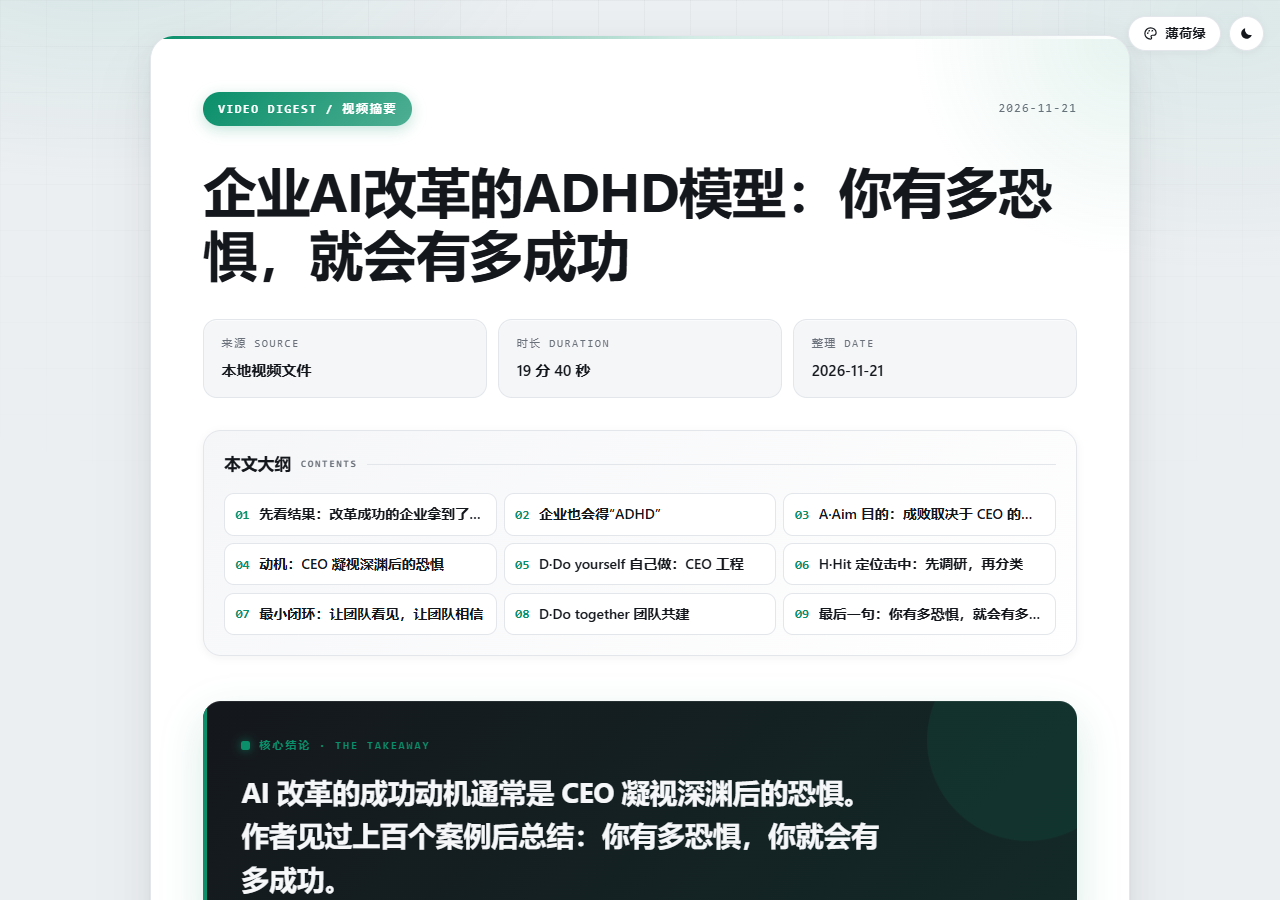 薄荷绿
VIDEO DIGEST / 视频摘要
2026-11-21
企业AI改革的ADHD模型：你有多恐
惧，就会有多成功
来源 SOURCE
本地视频文件
时长 DURATION
19 分 40 秒
整理 DATE
2026-11-21
本文大纲 CONTENTS
01 先看结果：改革成功的企业拿到了...
02 企业也会得“ADHD”
03 A·Aim 目的：成败取决于 CEO 的...
04 动机：CEO 凝视深渊后的恐惧
05 D·Do yourself 自己做：CEO 工程
06 H·Hit 定位击中：先调研，再分类
07 最小闭环：让团队看见，让团队相信
08 D·Do together 团队共建
09 最后一句：你有多恐惧，就会有多...
核心结论 · THE TAKEAWAY
AI 改革的成功动机通常是 CEO 凝视深渊后的恐惧。
作者见过上百个案例后总结：你有多恐惧，你就会有
多成功。